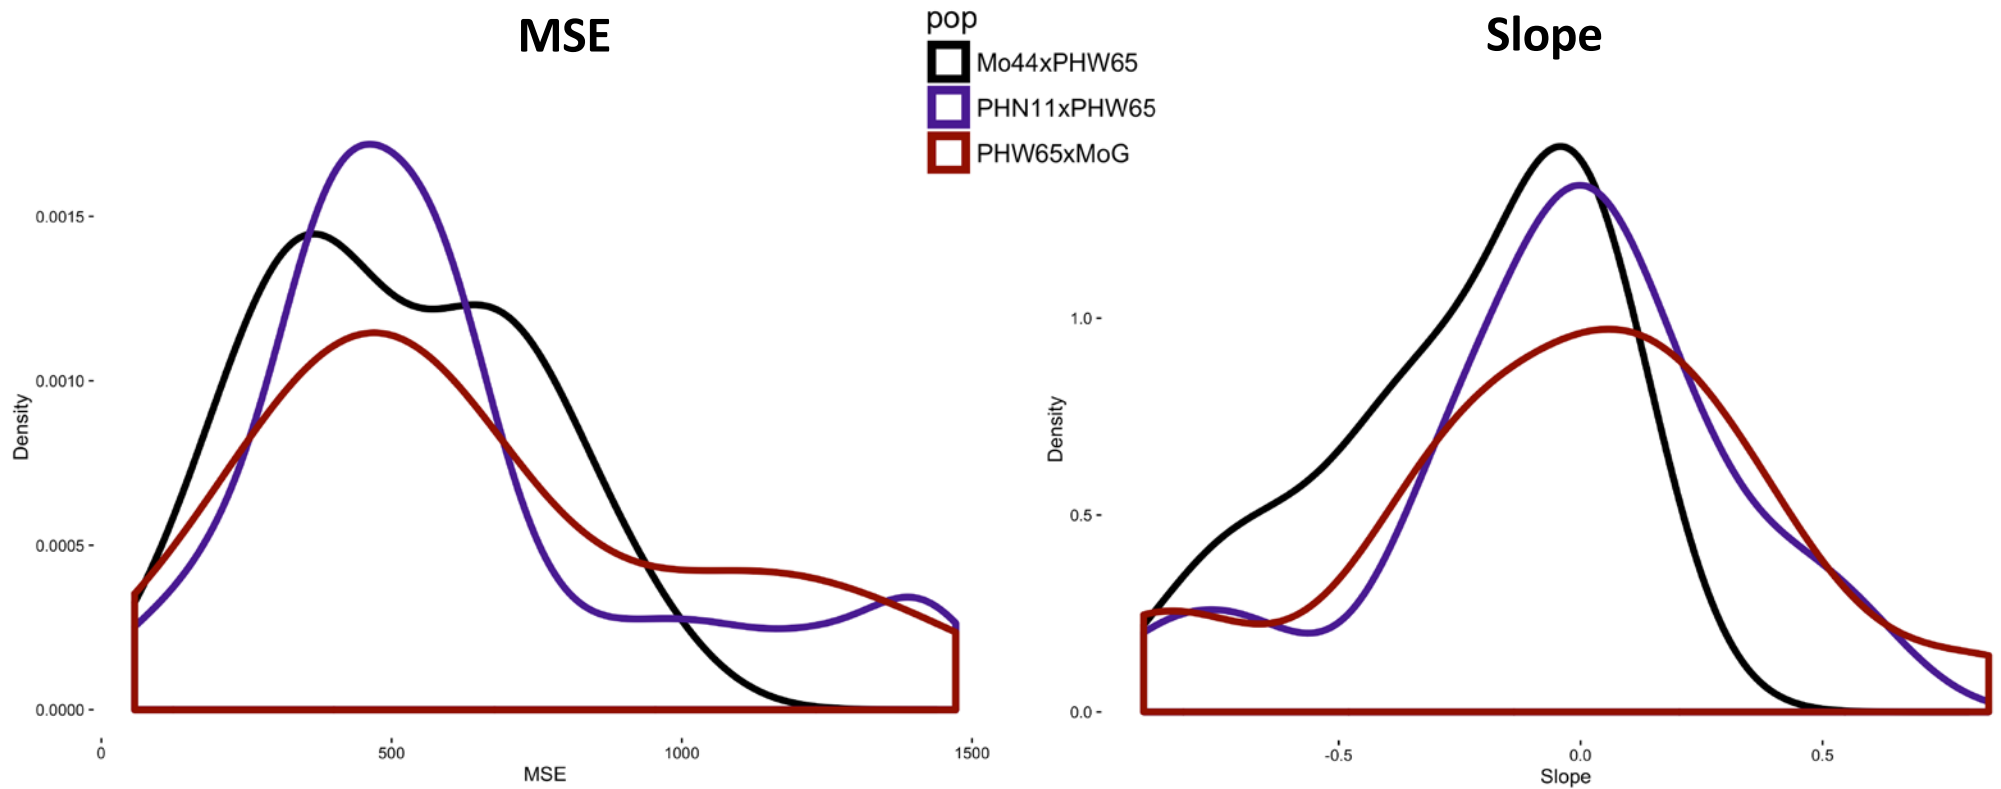 MSE
pop
Mo44xPHW65
PHN11xPHW65
PHW65xMoG
Slope
0.0015
0.0010
0.0005
0.0000
Density
0
500
1000
1500
MSE
1.0
0.5
0.0
Density
-0.5
0.0
0.5
Slope